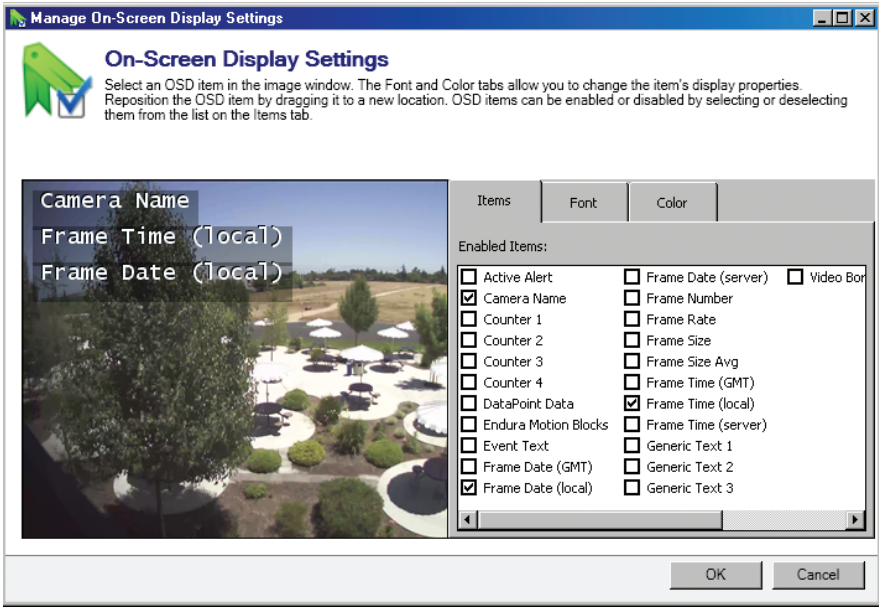 Manage On-Screen Display Settings
On-Screen Display Settings
Select an OSD item in the image window. The Font and Color tabs allow you to change the item's display properties.
Reposition the OSD item by dragging it to a new location. OSD items can be enabled or disabled by selecting or deselecting
them from the list on the Items tab.
Camera Name
Frame Time (local)
Frame Date (local)
Items Font Color
Enabled Items:
Active Alert Frame Date (server) Video Bor
Camera Name Frame Number
Counter 1 Frame Rate
Counter 2 Frame Size
Counter 3 Frame Size Avg
Counter 4 Frame Time (GMT)
DataPoint Data Frame Time (local)
Endura Motion Blocks Frame Time (server)
Event Text Generic Text 1
Frame Date (GMT) Generic Text 2
Frame Date (local) Generic Text 3
OK Cancel